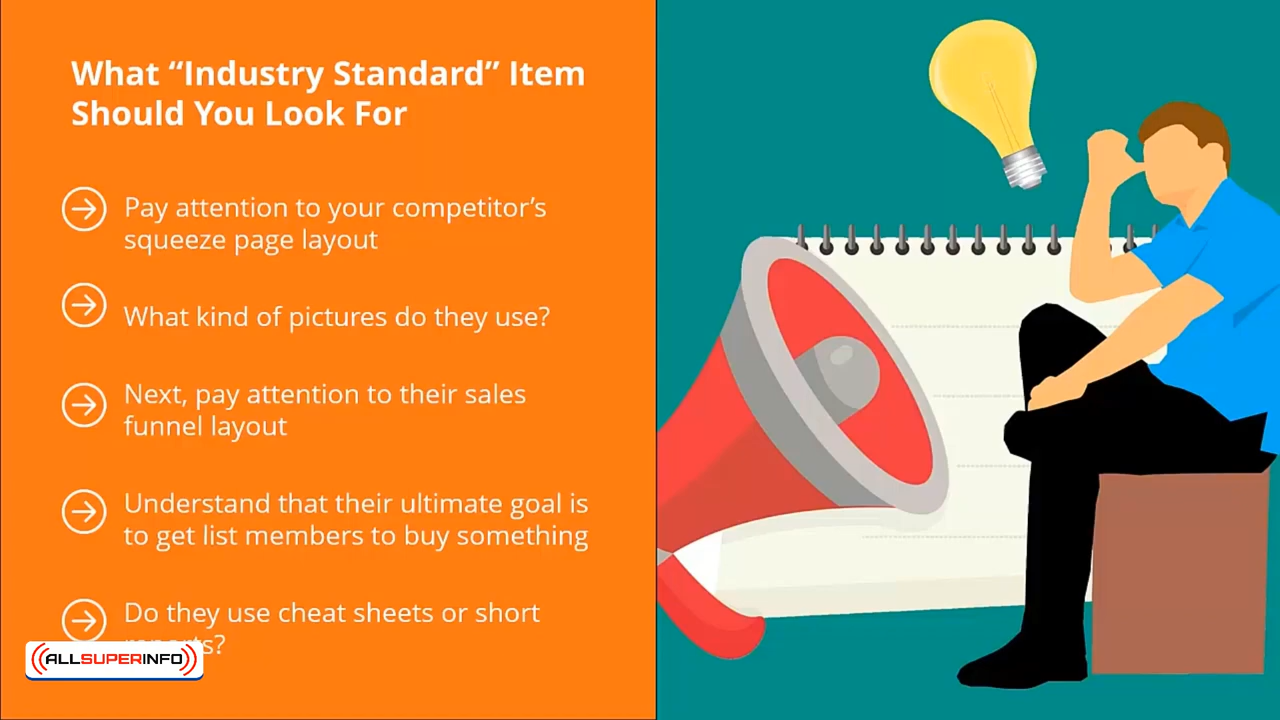 What “Industry Standard” Item
Should You Look For
Pay attention to your competitor’s
squeeze page layout
What kind of pictures do they use?
Next, pay attention to their sales
funnel layout
Understand that their ultimate goal is
to get list members to buy something
Do they use cheat sheets or short
ALLSUPERINFO